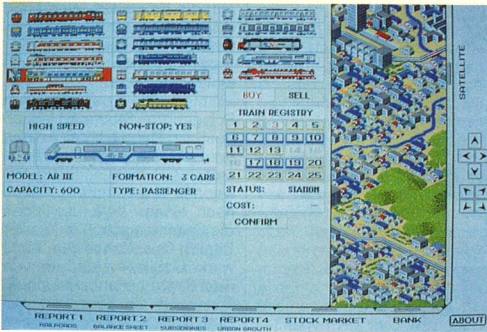 BUY SELL
TRAIN REGISTRY
1 2 3 4 5
6 7 8 9 10
11 12 13
17 18 19 20
21 22 23 24 25
STATUS: STATION
COST: —
CONFIRM
HIGH SPEED NON-STOP: YES
MODEL: AR III FORMATION: 3 CARS
CAPACITY: 600 TYPE: PASSENGER
SATELLITE
REPORT 1 REPORT 2 REPORT 3 REPORT 4 STOCK MARKET BANK ABOUT
RAILROADS BALANCE SHEET SUBSIDIARIES URBAN GROWTH